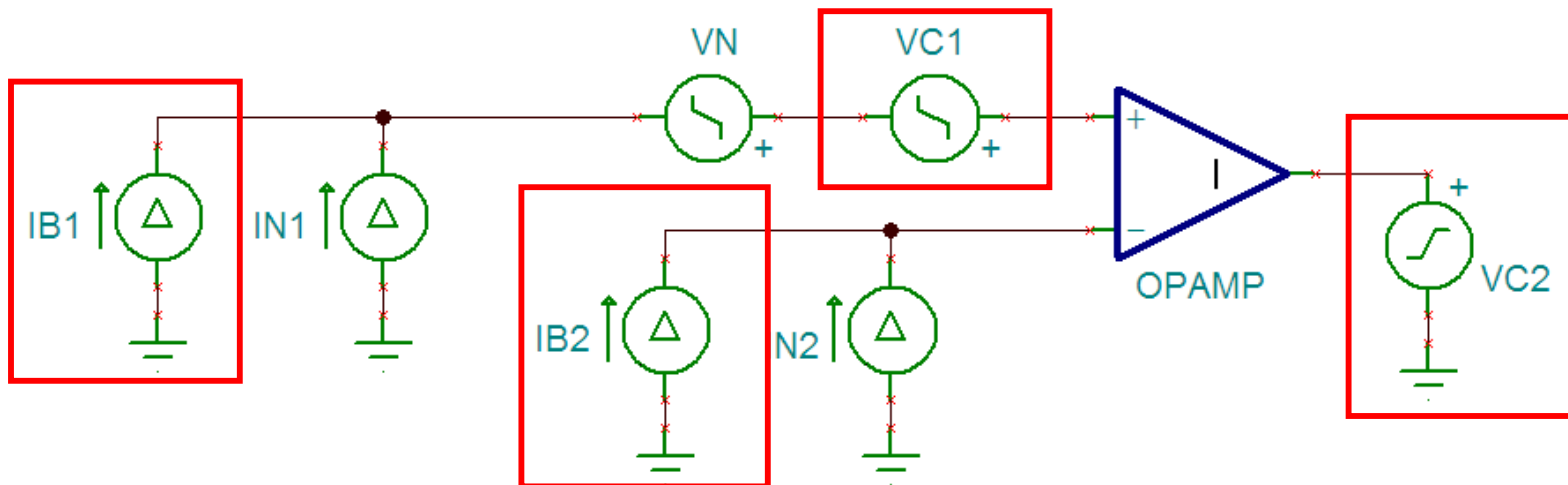 VN
VC1
+
+
+
IB1
IN1
I
+
-
OPAMP
VC2
IB2
N2